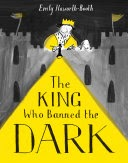 Emily Haworth-Booth
The
KING
Who Banned the
DARK